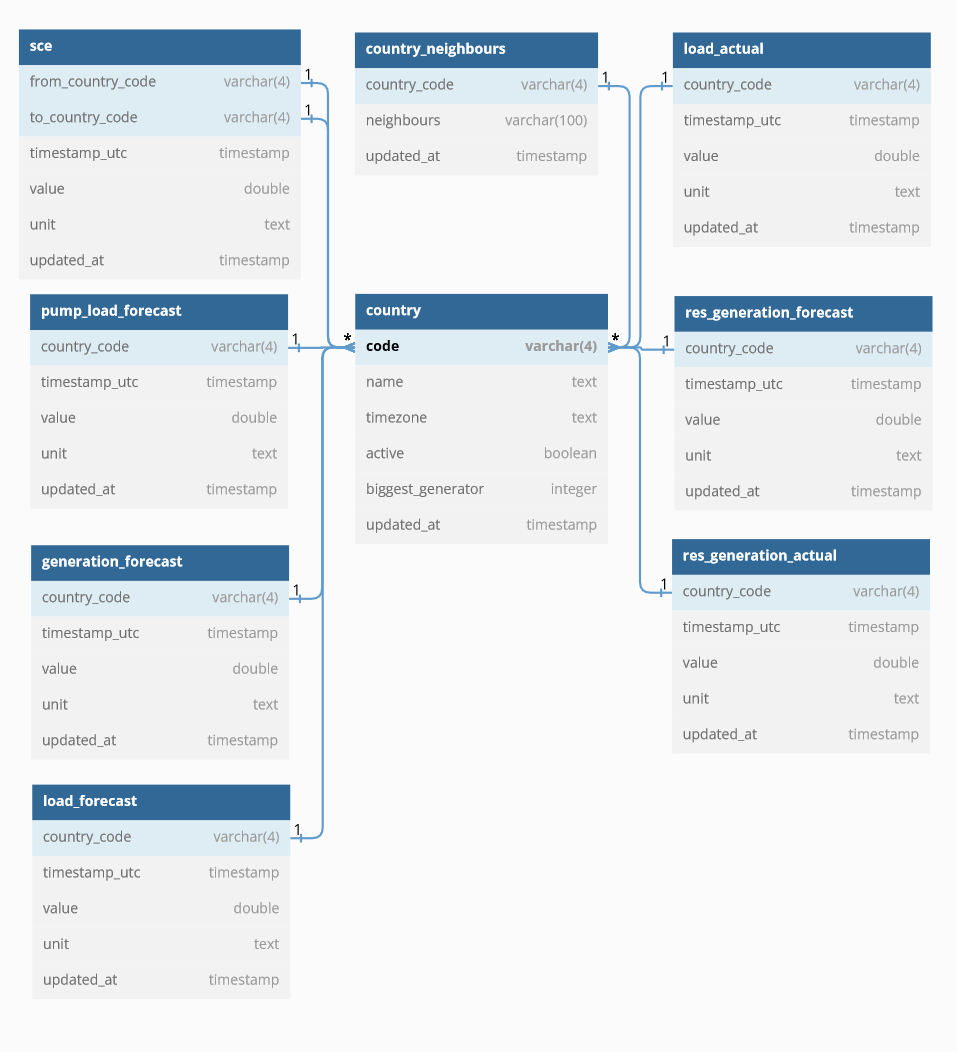 sce
from_country_code varchar(4)
to_country_code varchar(4)
timestamp_utc timestamp
value double
unit text
updated_at timestamp
1
1
country_neighbours
country_code varchar(4)
neighbours varchar(100)
updated_at timestamp
1
load_actual
country_code varchar(4)
timestamp_utc timestamp
value double
unit text
updated_at timestamp
1
pump_load_forecast
country_code varchar(4)
timestamp_utc timestamp
value double
unit text
updated_at timestamp
1
*
country
code varchar(4)
name text
timezone text
active boolean
biggest_generator integer
updated_at timestamp
*
1
res_generation_forecast
country_code varchar(4)
timestamp_utc timestamp
value double
unit text
updated_at timestamp
generation_forecast
country_code varchar(4)
timestamp_utc timestamp
value double
unit text
updated_at timestamp
1
1
res_generation_actual
country_code varchar(4)
timestamp_utc timestamp
value double
unit text
updated_at timestamp
load_forecast
country_code varchar(4)
timestamp_utc timestamp
value double
unit text
updated_at timestamp
1